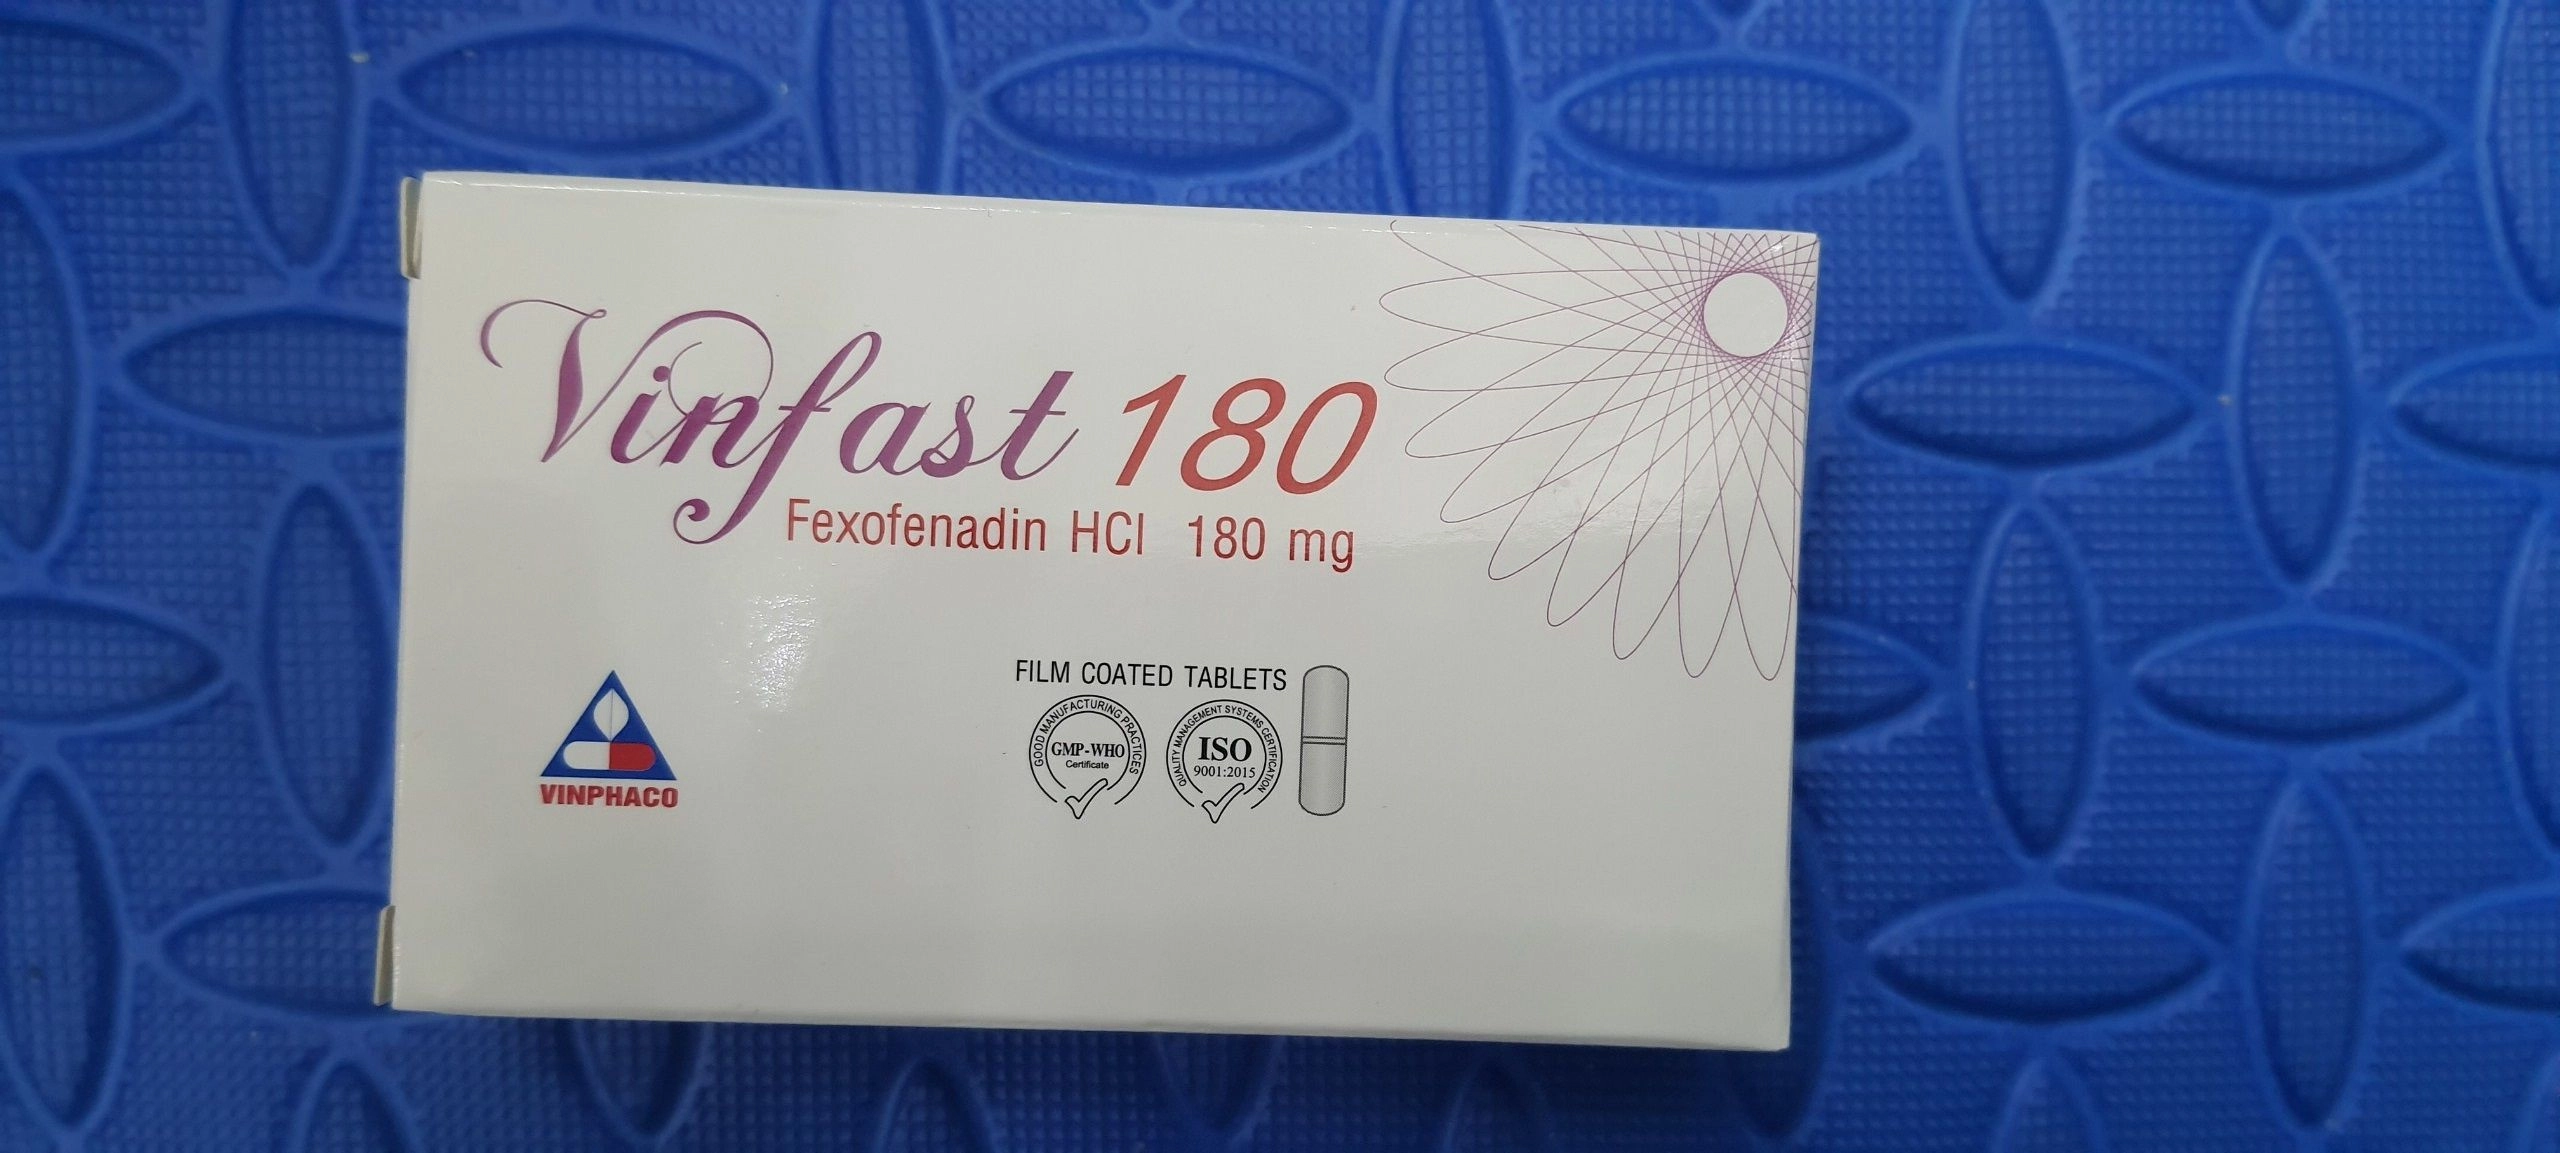 Vinfast 180
Fexofenadin HCl 180 mg
FILM COATED TABLETS
GOOD MANUFACTURING PRACTICES
GMP-WHO
Certificate
QUALITY MANAGEMENT SYSTEMS CERTIFICATION
ISO
9001:2015
VINPHACO